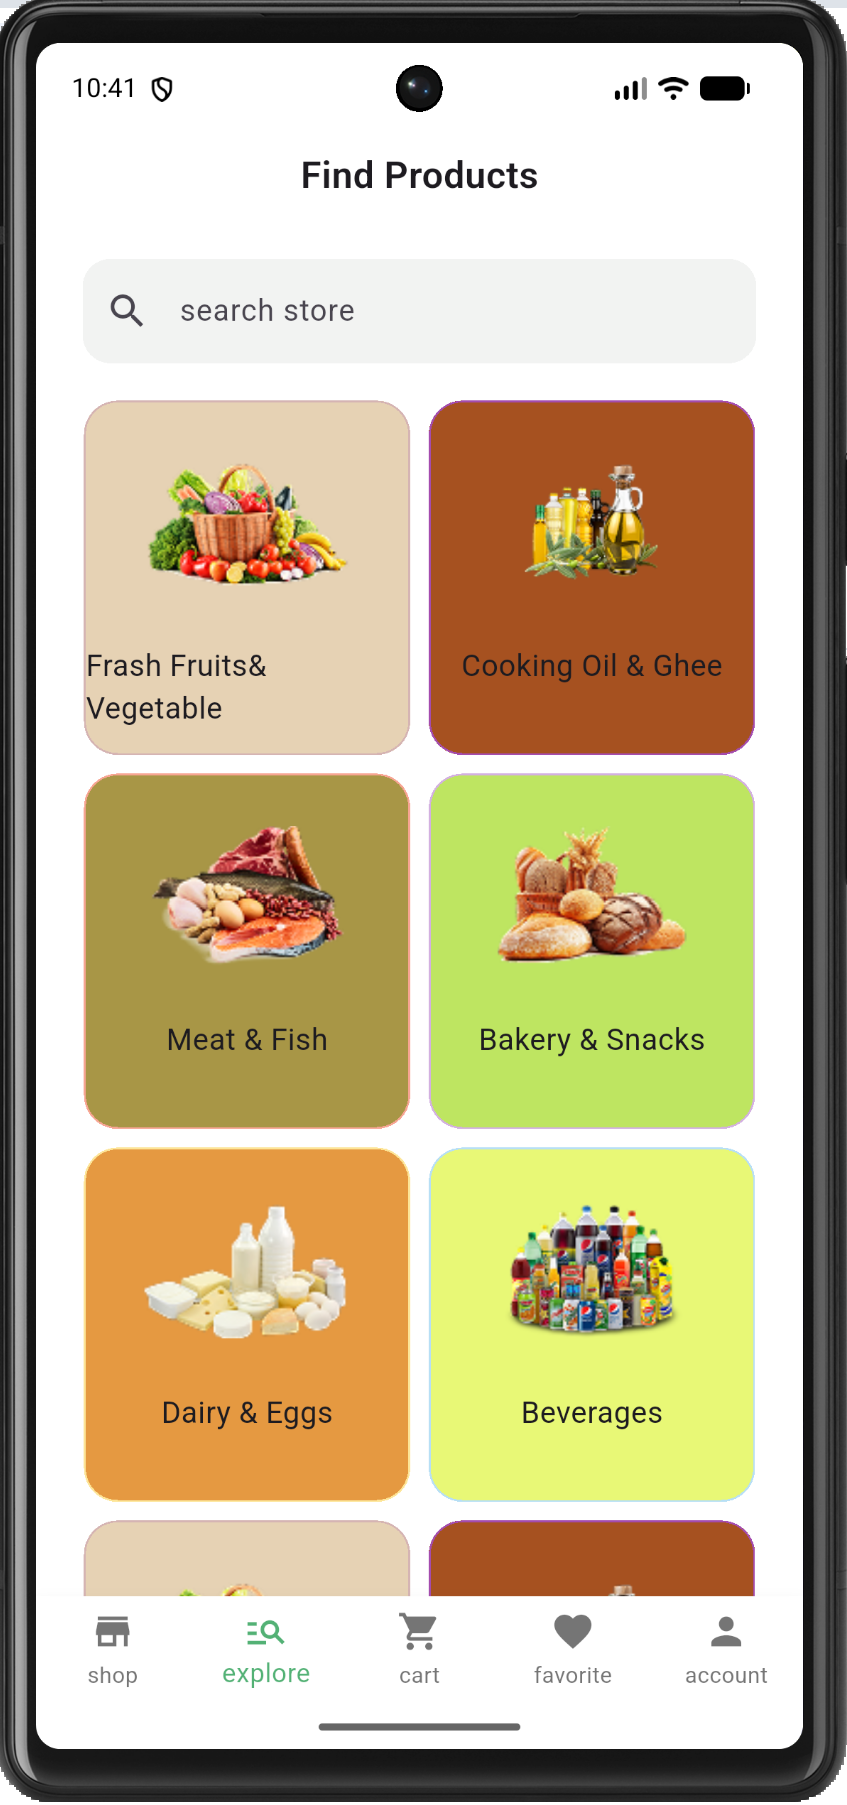 10:41
Find Products
search store
Frash Fruits&
Vegetable
Cooking Oil & Ghee
Meat & Fish
Bakery & Snacks
Dairy & Eggs
Beverages
shop
explore
cart
favorite
account